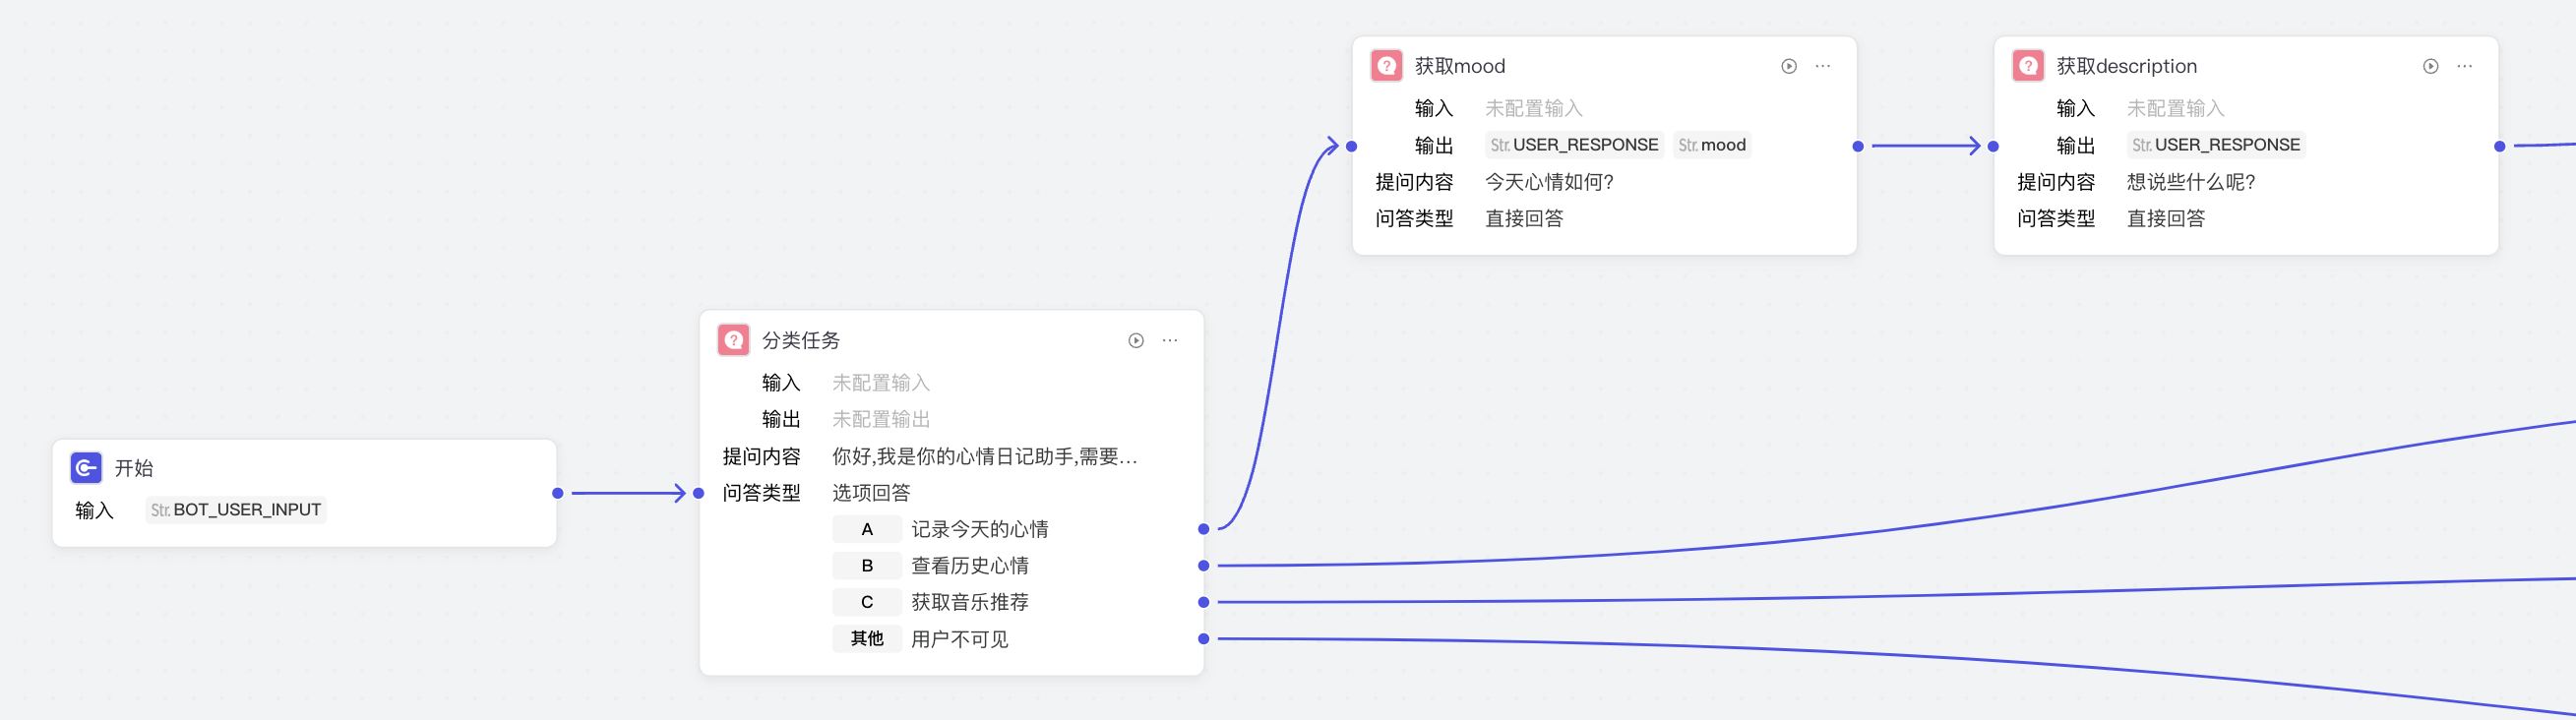 开始
输入 Str. BOT_USER_INPUT
分类任务
输入 未配置输入
输出 未配置输出
提问内容 你好,我是你的心情日记助手,需要...
问答类型 选项回答
A 记录今天的心情
B 查看历史心情
C 获取音乐推荐
其他 用户不可见
获取mood
输入 未配置输入
输出 Str. USER_RESPONSE Str. mood
提问内容 今天心情如何?
问答类型 直接回答
获取description
输入 未配置输入
输出 Str. USER_RESPONSE
提问内容 想说些什么呢?
问答类型 直接回答